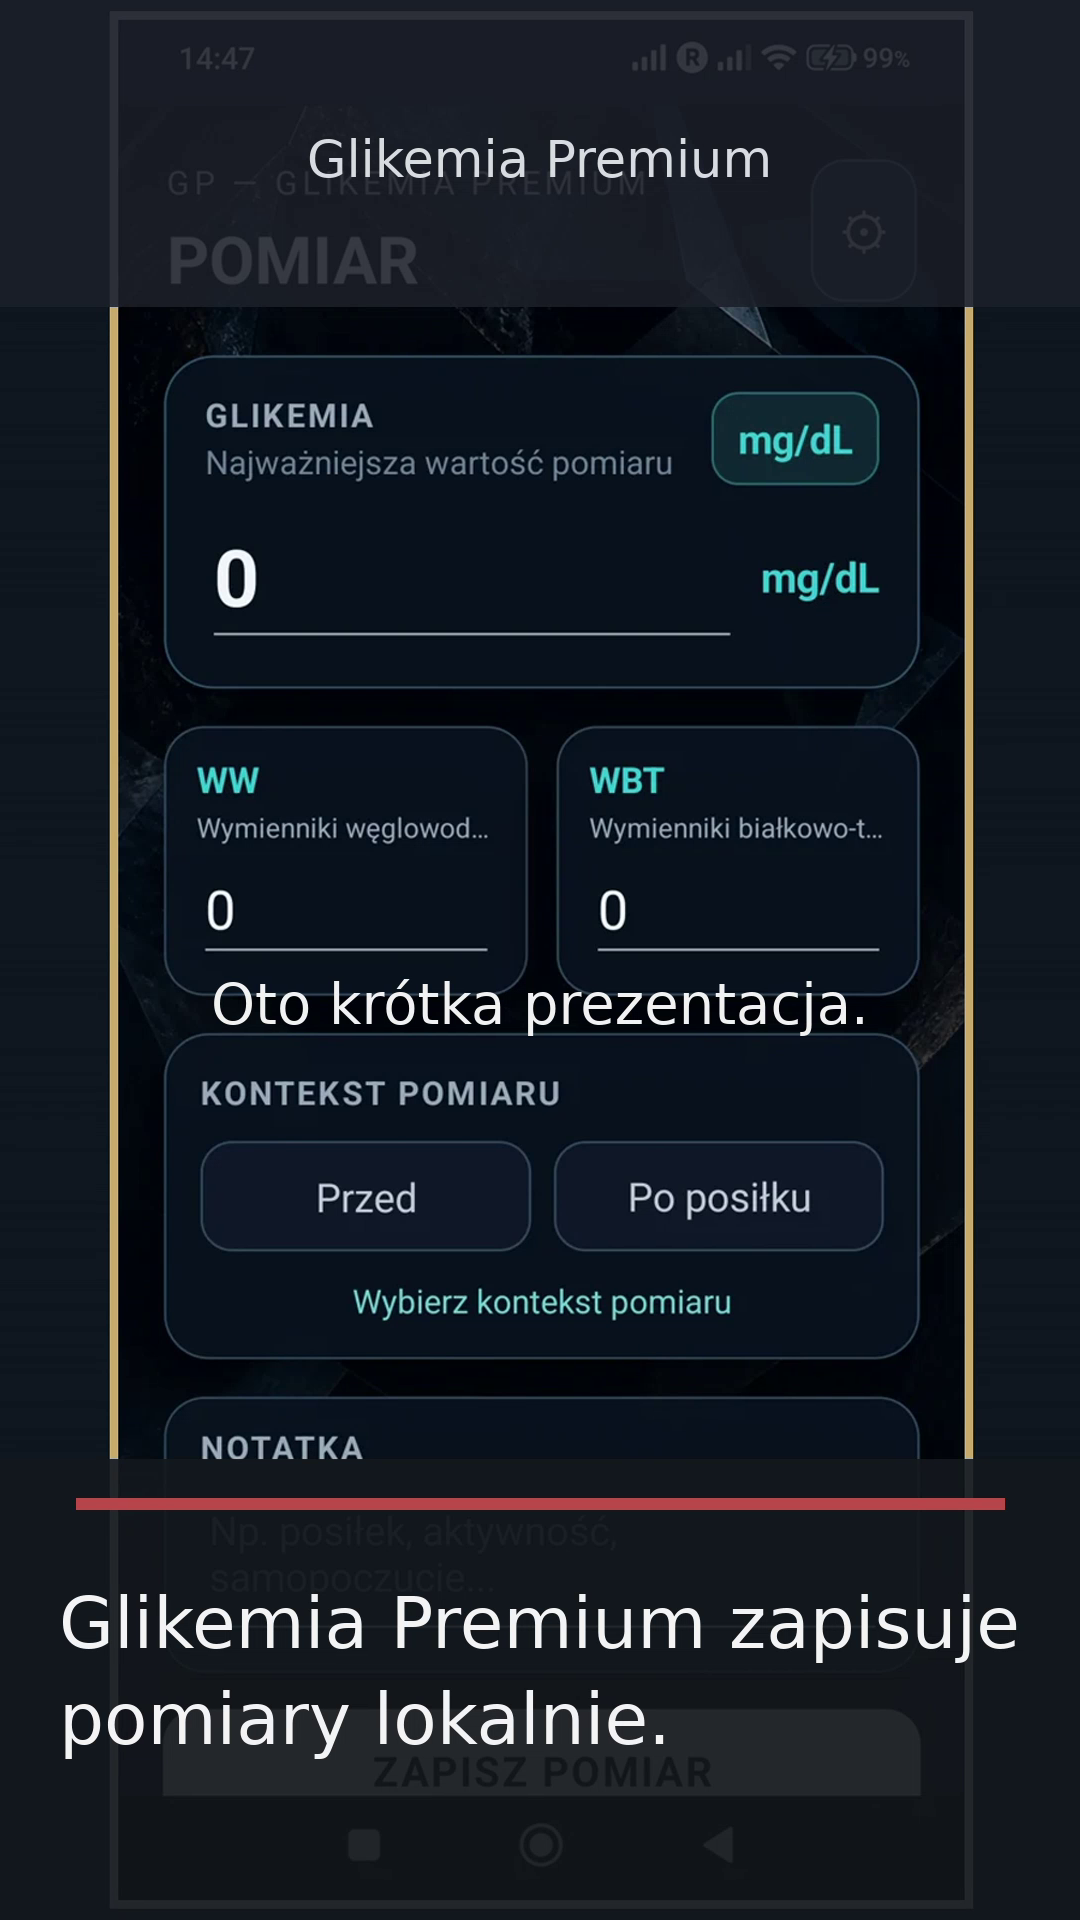 14:47
R
99%
Glikemia Premium
GP — GLIKEMIA PREMIUM
POMIAR
GLIKEMIA
mg/dL
Najważniejsza wartość pomiaru
0
mg/dL
WW
WBT
Wymienniki węglowod...
Wymienniki białkowo-t...
0
0
Oto krótka prezentacja.
KONTEKST POMIARU
Przed
Po posiłku
Wybierz kontekst pomiaru
NOTATKA
Np. posiłek, aktywność,
samopoczucie...
Glikemia Premium zapisuje
pomiary lokalnie.
ZAPISZ POMIAR